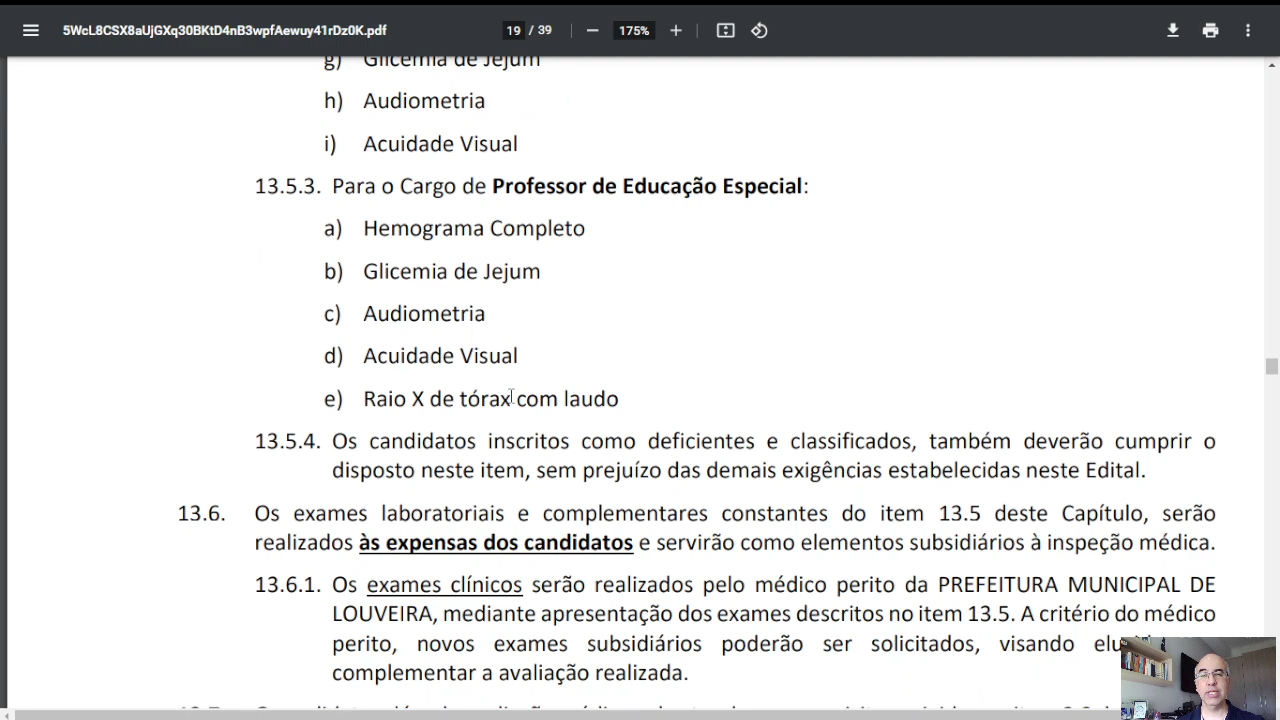 5WcL8CSX8aUjGXq30BKtD4nB3wpfAewuy41rDz0K.pdf
19 / 39
175%
g) Glicemia de Jejum
h) Audiometria
i) Acuidade Visual
13.5.3. Para o Cargo de Professor de Educação Especial:
a) Hemograma Completo
b) Glicemia de Jejum
c) Audiometria
d) Acuidade Visual
e) Raio X de tórax com laudo
13.5.4. Os candidatos inscritos como deficientes e classificados, também deverão cumprir o
disposto neste item, sem prejuízo das demais exigências estabelecidas neste Edital.
13.6. Os exames laboratoriais e complementares constantes do item 13.5 deste Capítulo, serão
realizados às expensas dos candidatos e servirão como elementos subsidiários à inspeção médica.
13.6.1. Os exames clínicos serão realizados pelo médico perito da PREFEITURA MUNICIPAL DE
LOUVEIRA, mediante apresentação dos exames descritos no item 13.5. A critério do médico
perito, novos exames subsidiários poderão ser solicitados, visando
complementar a avaliação realizada.